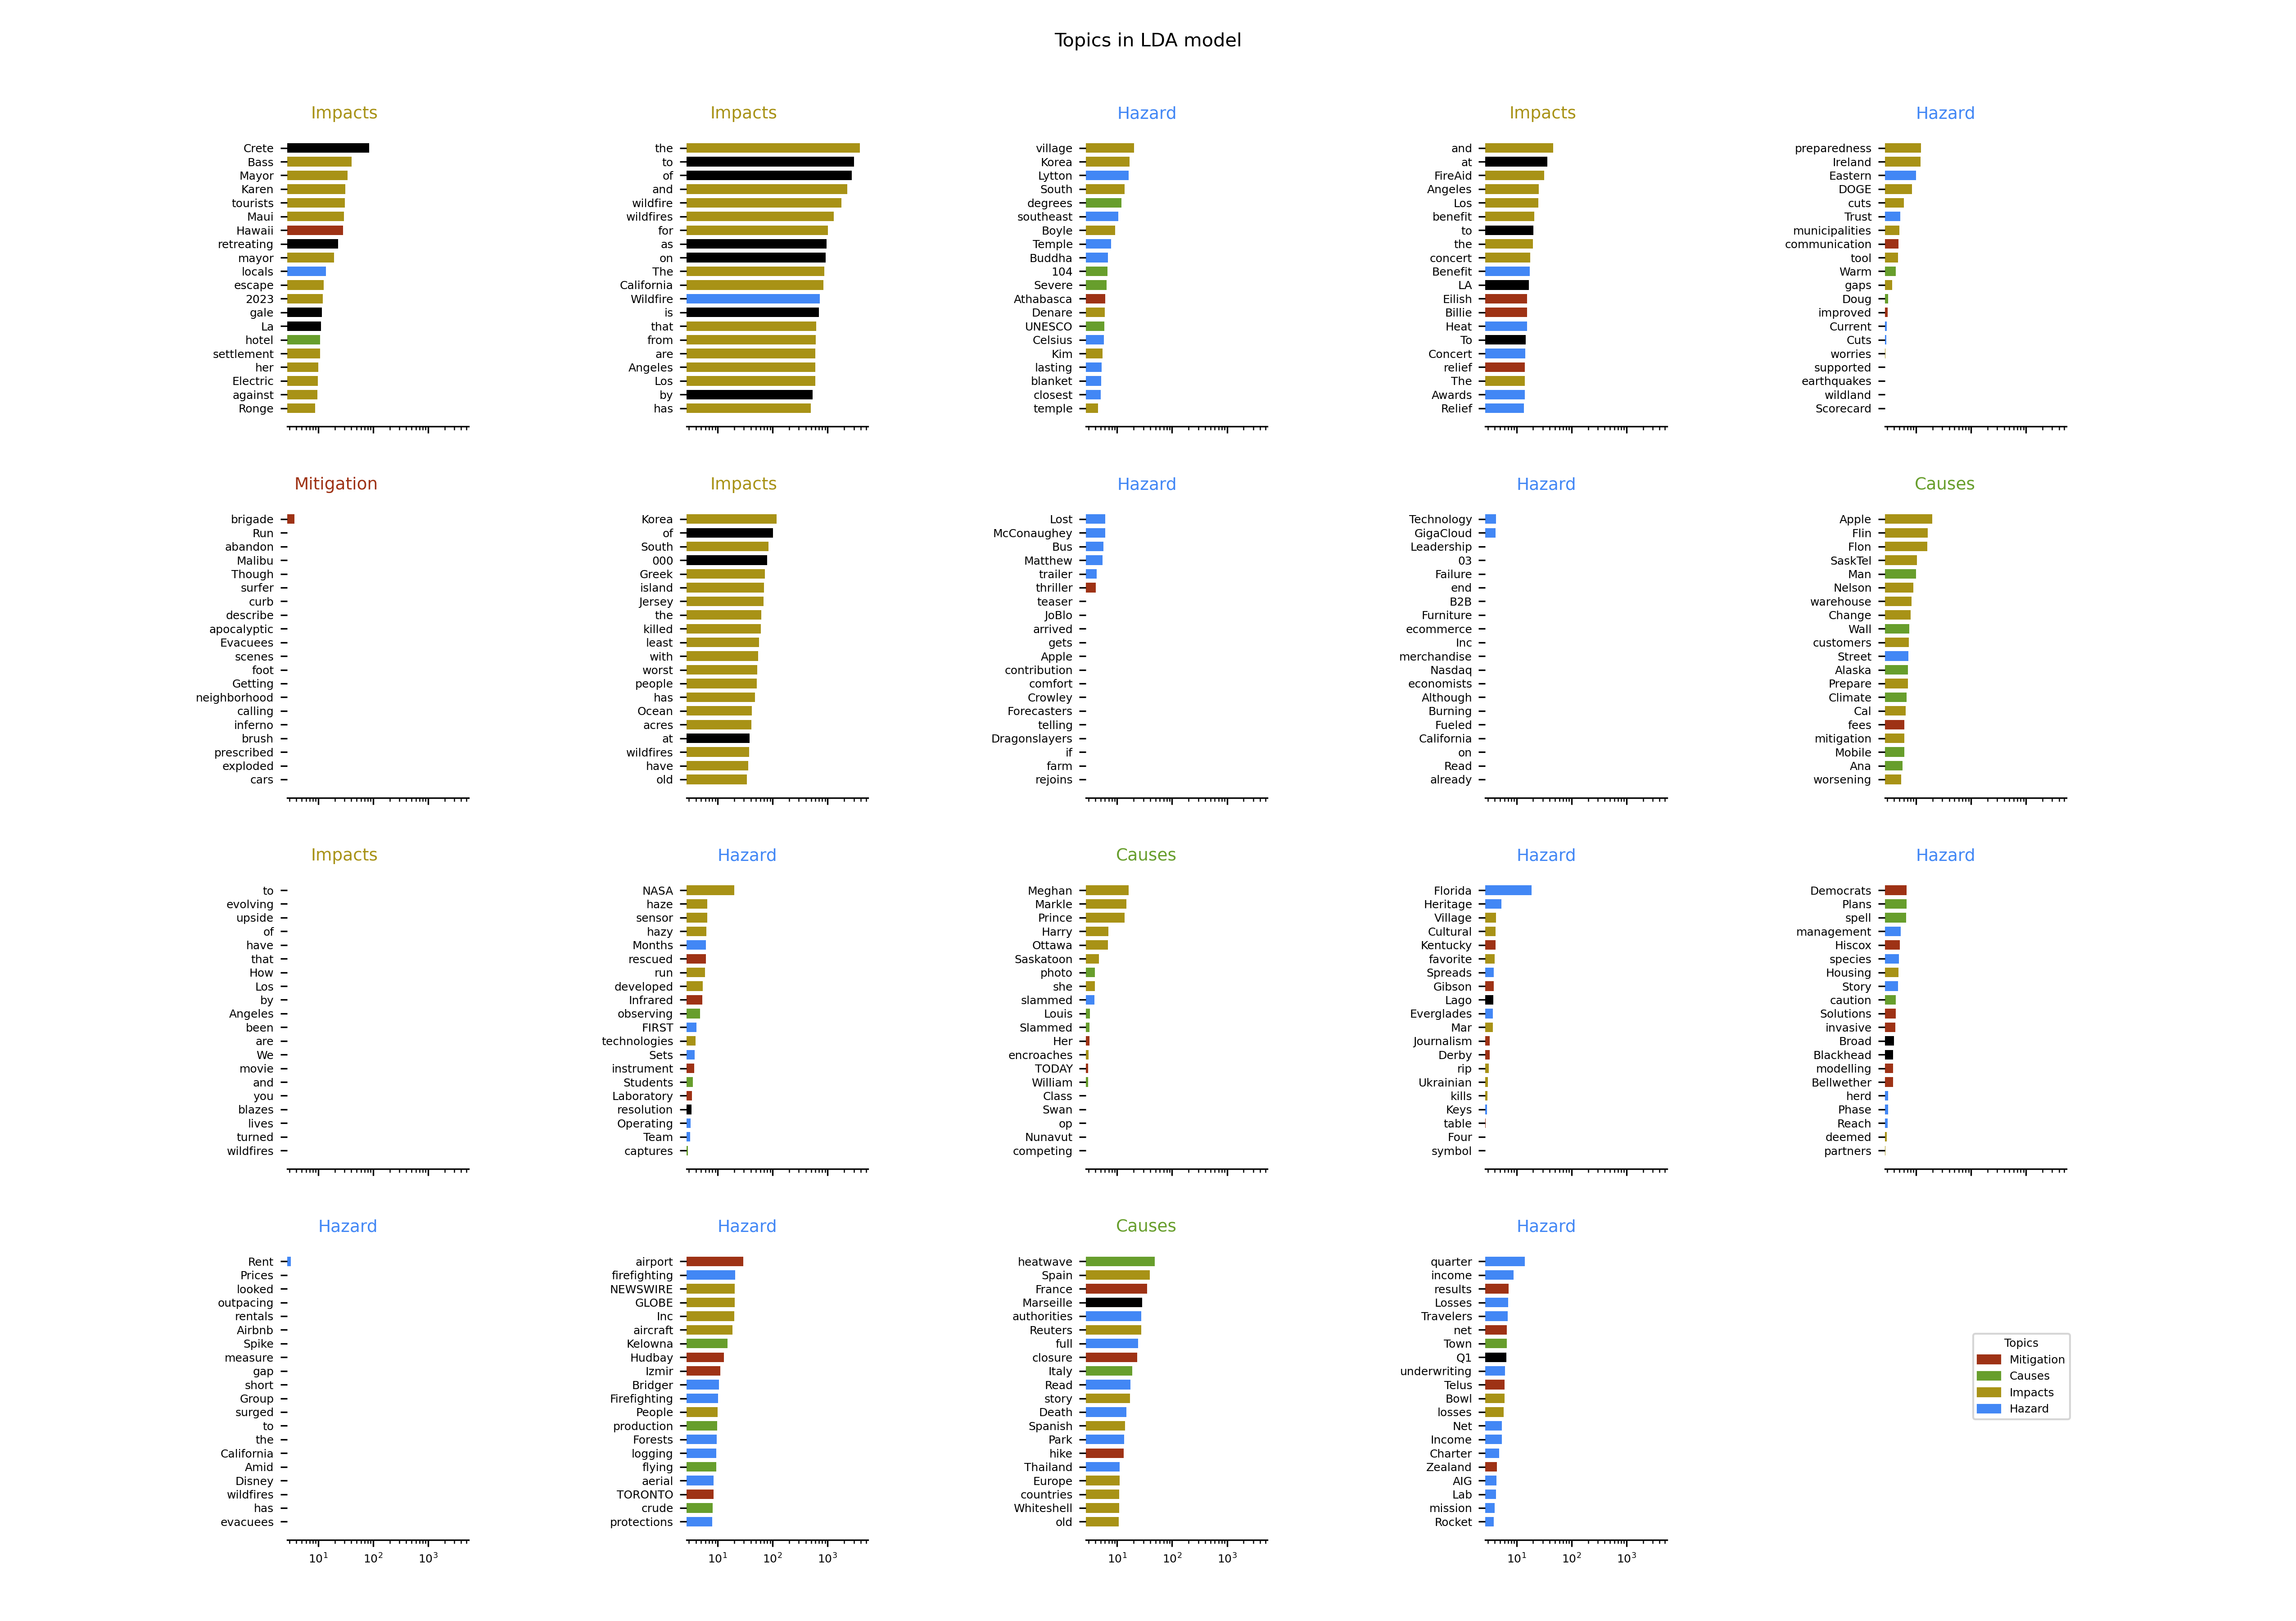 Topics in LDA model
Impacts
Crete
Bass
Mayor
Karen
tourists
Maui
Hawaii
retreating
mayor
locals
escape
2023
gale
La
hotel
settlement
her
Electric
against
Ronge
Impacts
the
to
of
and
wildfire
wildfires
for
as
on
The
California
Wildfire
is
that
from
are
Angeles
Los
by
has
Hazard
village
Korea
Lytton
South
degrees
southeast
Boyle
Temple
Buddha
104
Severe
Athabasca
Denare
UNESCO
Celsius
Kim
lasting
blanket
closest
temple
Impacts
and
at
FireAid
Angeles
Los
benefit
to
the
concert
Benefit
LA
Eilish
Billie
Heat
To
Concert
relief
The
Awards
Relief
Hazard
preparedness
Ireland
Eastern
DOGE
cuts
Trust
municipalities
communication
tool
Warm
gaps
Doug
improved
Current
Cuts
worries
supported
earthquakes
wildland
Scorecard
Mitigation
brigade
Run
abandon
Malibu
Though
surfer
curb
describe
apocalyptic
Evacuees
scenes
foot
Getting
neighborhood
calling
inferno
brush
prescribed
exploded
cars
Impacts
Korea
of
South
000
Greek
island
Jersey
the
killed
least
with
worst
people
has
Ocean
acres
at
wildfires
have
old
Hazard
Lost
McConaughey
Bus
Matthew
trailer
thriller
teaser
JoBlo
arrived
gets
Apple
contribution
comfort
Crowley
Forecasters
telling
Dragonslayers
if
farm
rejoins
Hazard
Technology
GigaCloud
Leadership
03
Failure
end
B2B
Furniture
ecommerce
Inc
merchandise
Nasdaq
economists
Although
Burning
Fueled
California
on
Read
already
Causes
Apple
Flin
Flon
SaskTel
Man
Nelson
warehouse
Change
Wall
customers
Street
Alaska
Prepare
Climate
Cal
fees
mitigation
Mobile
Ana
worsening
Impacts
to
evolving
upside
of
have
that
How
Los
by
Angeles
been
are
We
movie
and
you
blazes
lives
turned
wildfires
Hazard
NASA
haze
sensor
hazy
Months
rescued
run
developed
Infrared
observing
FIRST
technologies
Sets
instrument
Students
Laboratory
resolution
Operating
Team
captures
Causes
Meghan
Markle
Prince
Harry
Ottawa
Saskatoon
photo
she
slammed
Louis
Slammed
Her
encroaches
TODAY
William
Class
Swan
op
Nunavut
competing
Hazard
Florida
Heritage
Village
Cultural
Kentucky
favorite
Spreads
Gibson
Lago
Everglades
Mar
Journalism
Derby
rip
Ukrainian
kills
Keys
table
Four
symbol
Hazard
Democrats
Plans
spell
management
Hiscox
species
Housing
Story
caution
Solutions
invasive
Broad
Blackhead
modelling
Bellwether
herd
Phase
Reach
deemed
partners
Hazard
Rent
Prices
looked
outpacing
rentals
Airbnb
Spike
measure
gap
short
Group
surged
to
the
California
Amid
Disney
wildfires
has
evacuees
10¹ 10² 10³
Hazard
airport
firefighting
NEWSWIRE
GLOBE
Inc
aircraft
Kelowna
Hudbay
Izmir
Bridger
Firefighting
People
production
Forests
logging
flying
aerial
TORONTO
crude
protections
10¹ 10² 10³
Causes
heatwave
Spain
France
Marseille
authorities
Reuters
full
closure
Italy
Read
story
Death
Spanish
Park
hike
Thailand
Europe
countries
Whiteshell
old
10¹ 10² 10³
Hazard
quarter
income
results
Losses
Travelers
net
Town
Q1
underwriting
Telus
Bowl
losses
Net
Income
Charter
Zealand
AIG
Lab
mission
Rocket
10¹ 10² 10³
Topics
Mitigation
Causes
Impacts
Hazard